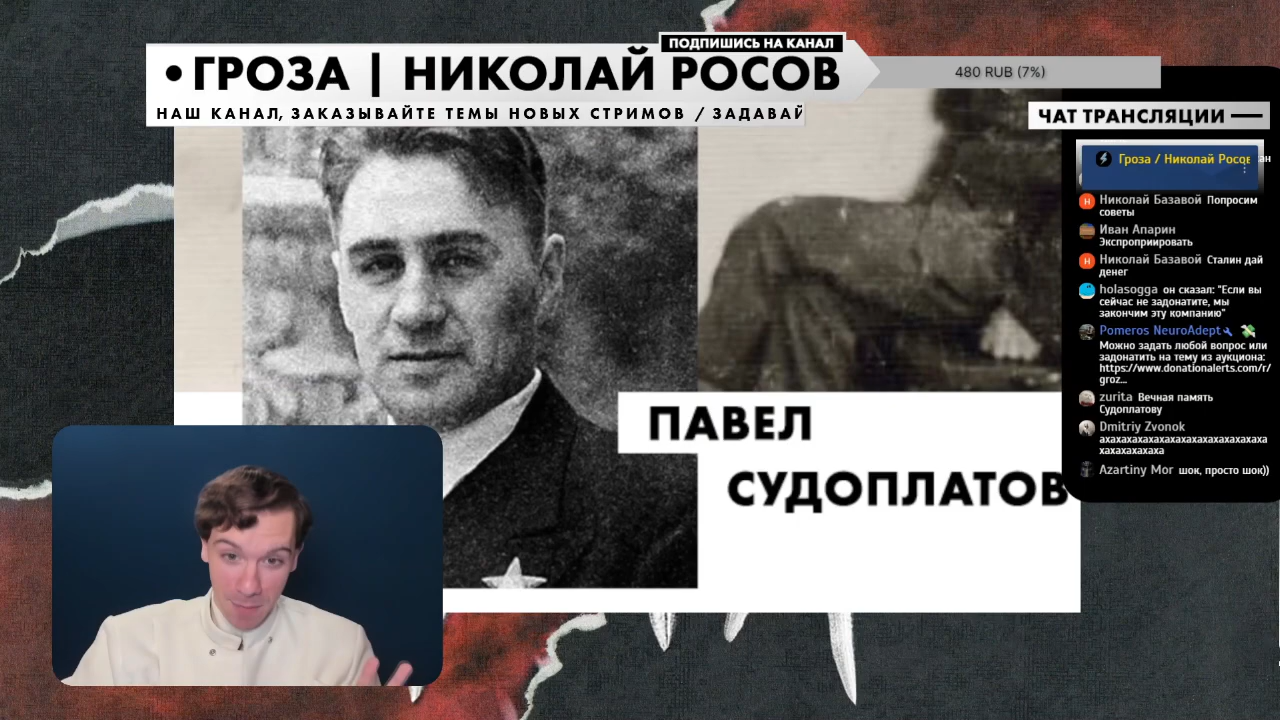 ПОДПИШИСЬ НА КАНАЛ
• ГРОЗА | НИКОЛАЙ РОСОВ
480 RUB (7%)
НАШ КАНАЛ, ЗАКАЗЫВАЙТЕ ТЕМЫ НОВЫХ СТРИМОВ / ЗАДАВАЙ
ЧАТ ТРАНСЛЯЦИИ —
Гроза / Николай Росов
Николай Базавой Попросим
советы
Иван Апарин
Экспроприировать
Николай Базавой Сталин дай
денег
holasogga он сказал: "Если вы
сейчас не задонатите, мы
закончим эту компанию"
Pomeros NeuroAdept
Можно задать любой вопрос или
задонатить на тему из аукциона:
https://www.donationalerts.com/r/
groz...
zurita Вечная память
Судоплатову
Dmitriy Zvonok
ахахахахахахахахахахахахахахаха
хахахахахаха
Azartiny Mor шок, просто шок))
ПАВЕЛ
СУДОПЛАТОВ